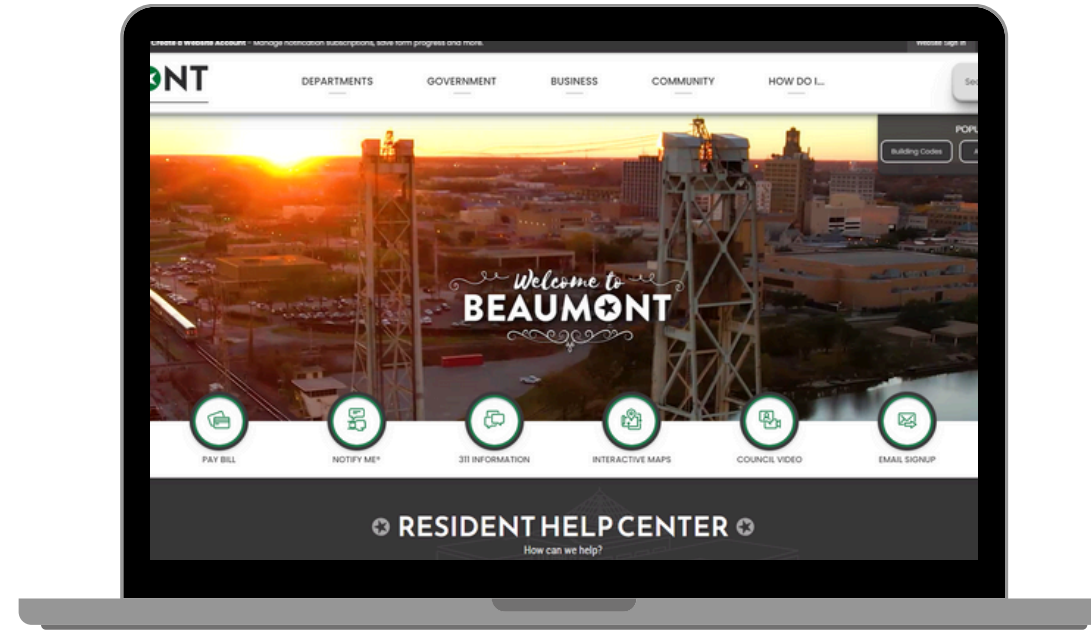 Create a Website Account - Manage notification subscriptions, save form progress and more.
Website Sign In
NT
DEPARTMENTS
GOVERNMENT
BUSINESS
COMMUNITY
HOW DO I...
POPU
Building Codes
Welcome to
BEAUMONT
PAY BILL
NOTIFY ME®
311 INFORMATION
INTERACTIVE MAPS
COUNCIL VIDEO
EMAIL SIGNUP
RESIDENT HELP CENTER
How can we help?